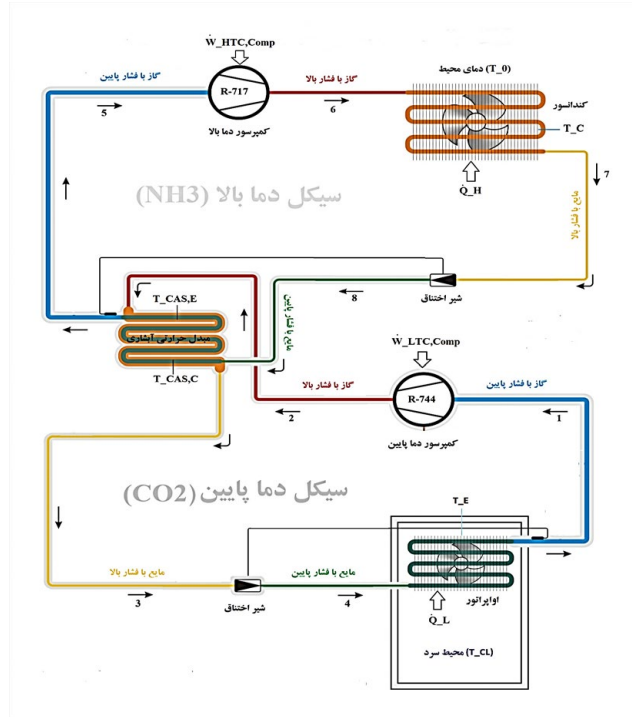 Ẇ_HTC,Comp
گاز با فشار پایین
5
R-717
کمپرسور دما بالا
گاز با فشار بالا
6
دمای محیط (T_0)
کندانسور
T_C
Q̇_H
7
مایع با فشار بالا
سیکل دما بالا (NH3)
شیر اختناق
8
مایع با فشار پایین
T_CAS,E
مبدل حرارتی آبشاری
T_CAS,C
Ẇ_LTC,Comp
گاز با فشار بالا
2
R-744
کمپرسور دما پایین
گاز با فشار پایین
1
سیکل دما پایین (CO2)
T_E
مایع با فشار بالا
3
شیر اختناق
مایع با فشار پایین
4
اواپراتور
Q̇_L
محیط سرد (T_CL)